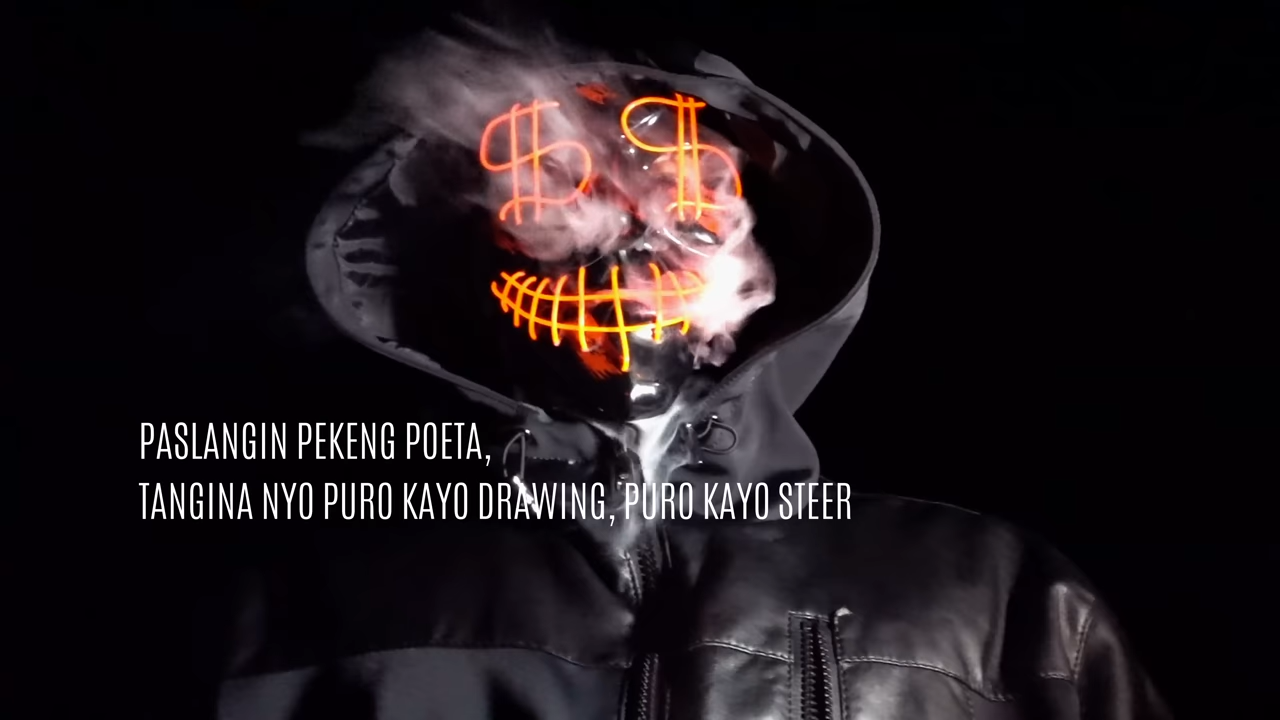 PASLANGIN PEKENG POETA,
TANGINA NYO PURO KAYO DRAWING, PURO KAYO STEER